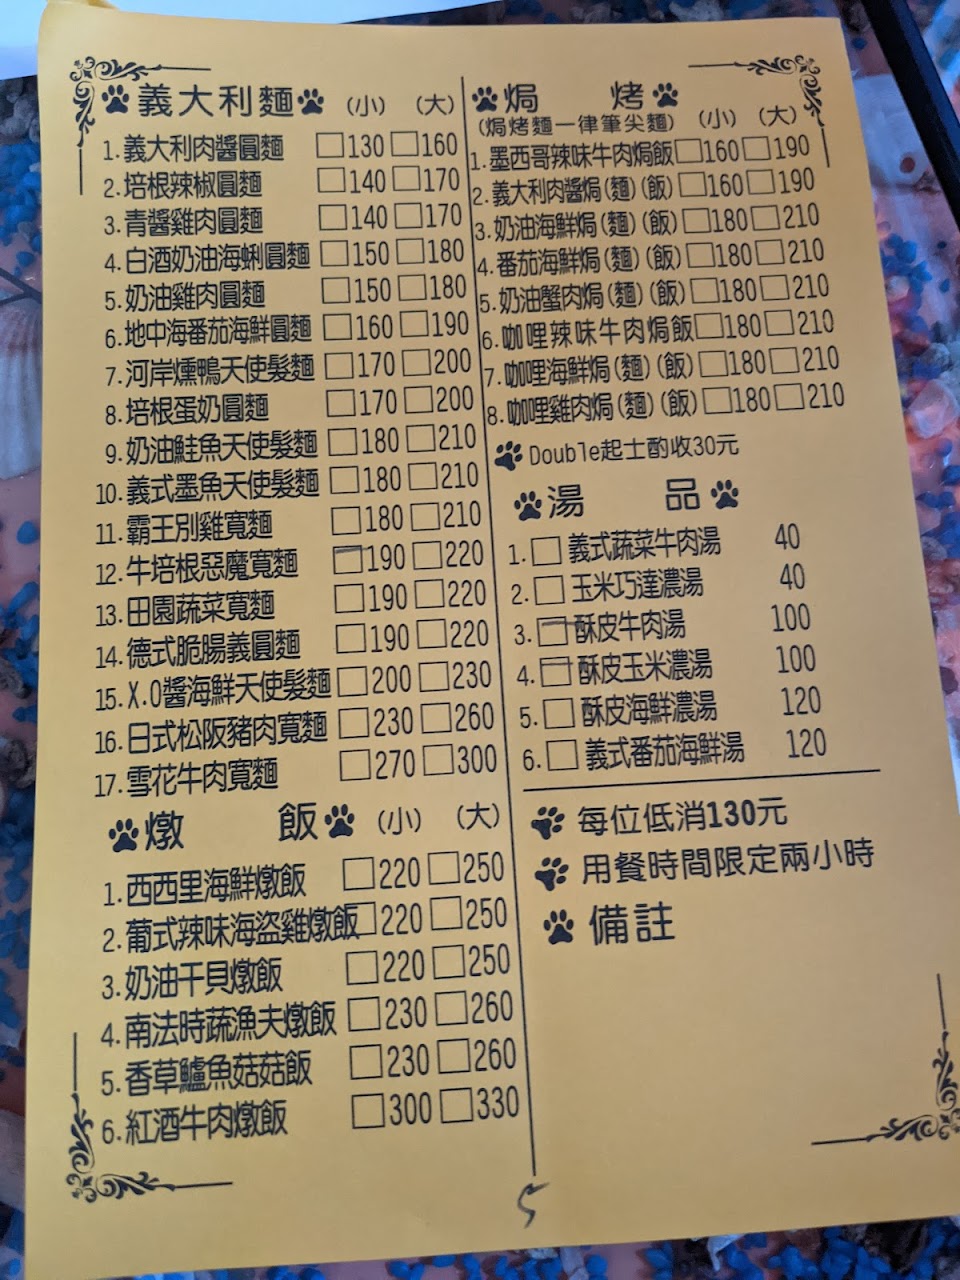 義大利麵 (小) (大)
1. 義大利肉醬圓麵 □130 □160
2. 培根辣椒圓麵 □140 □170
3. 青醬雞肉圓麵 □140 □170
4. 白酒奶油海蜊圓麵 □150 □180
5. 奶油雞肉圓麵 □150 □180
6. 地中海番茄海鮮圓麵 □160 □190
7. 河岸燻鴨天使髮麵 □170 □200
8. 培根蛋奶圓麵 □170 □200
9. 奶油鮭魚天使髮麵 □180 □210
10. 義式墨魚天使髮麵 □180 □210
11. 霸王別雞寬麵 □180 □210
12. 牛培根惡魔寬麵 □190 □220
13. 田園蔬菜寬麵 □190 □220
14. 德式脆腸義圓麵 □190 □220
15. X.O醬海鮮天使髮麵 □200 □230
16. 日式松阪豬肉寬麵 □230 □260
17. 雪花牛肉寬麵 □270 □300
燉 飯 (小) (大)
1. 西西里海鮮燉飯 □220 □250
2. 葡式辣味海盜雞燉飯 □220 □250
3. 奶油干貝燉飯 □220 □250
4. 南法時蔬漁夫燉飯 □230 □260
5. 香草鱸魚菇菇飯 □230 □260
6. 紅酒牛肉燉飯 □300 □330
焗 烤
(焗烤麵一律筆尖麵) (小) (大)
1. 墨西哥辣味牛肉焗飯 □160 □190
2. 義大利肉醬焗(麵)(飯) □160 □190
3. 奶油海鮮焗(麵)(飯) □180 □210
4. 番茄海鮮焗(麵)(飯) □180 □210
5. 奶油蟹肉焗(麵)(飯) □180 □210
6. 咖哩辣味牛肉焗飯 □180 □210
7. 咖哩海鮮焗(麵)(飯) □180 □210
8. 咖哩雞肉焗(麵)(飯) □180 □210
Double起士酌收30元
湯 品
1. □ 義式蔬菜牛肉湯 40
2. □ 玉米巧達濃湯 40
3. □ 酥皮牛肉湯 100
4. □ 酥皮玉米濃湯 100
5. □ 酥皮海鮮濃湯 120
6. □ 義式番茄海鮮湯 120
每位低消130元
用餐時間限定兩小時
備註